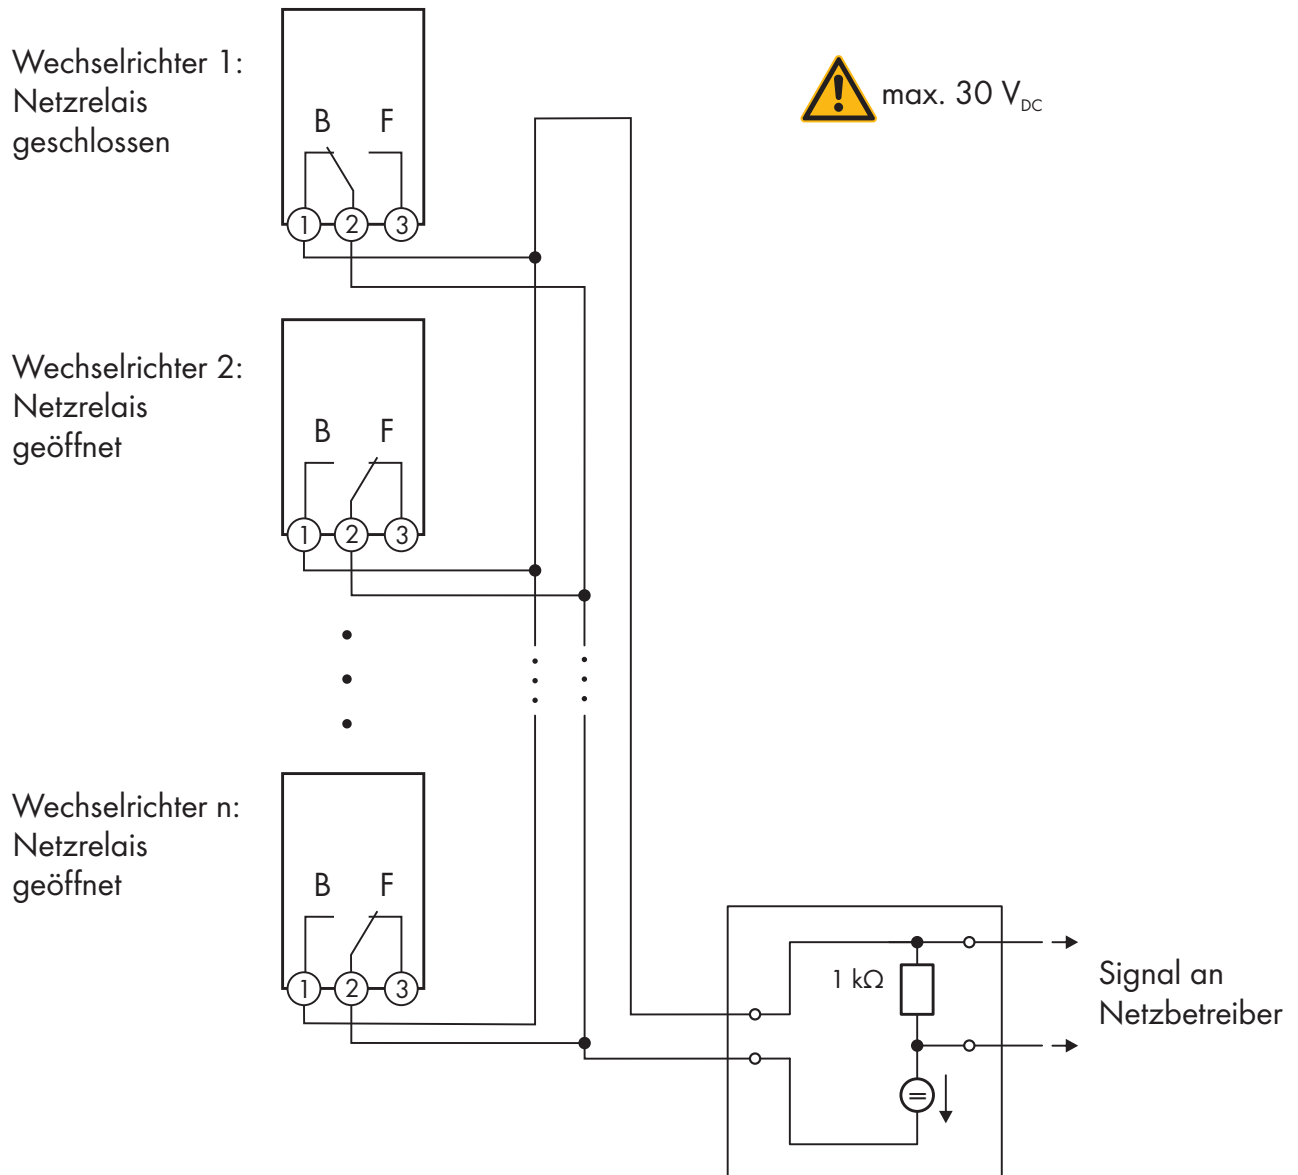 Wechselrichter 1:
Netzrelais
geschlossen
B F
1 2 3
max. 30 V_DC
Wechselrichter 2:
Netzrelais
geöffnet
B F
1 2 3
Wechselrichter n:
Netzrelais
geöffnet
B F
1 2 3
1 kΩ
Signal an
Netzbetreiber